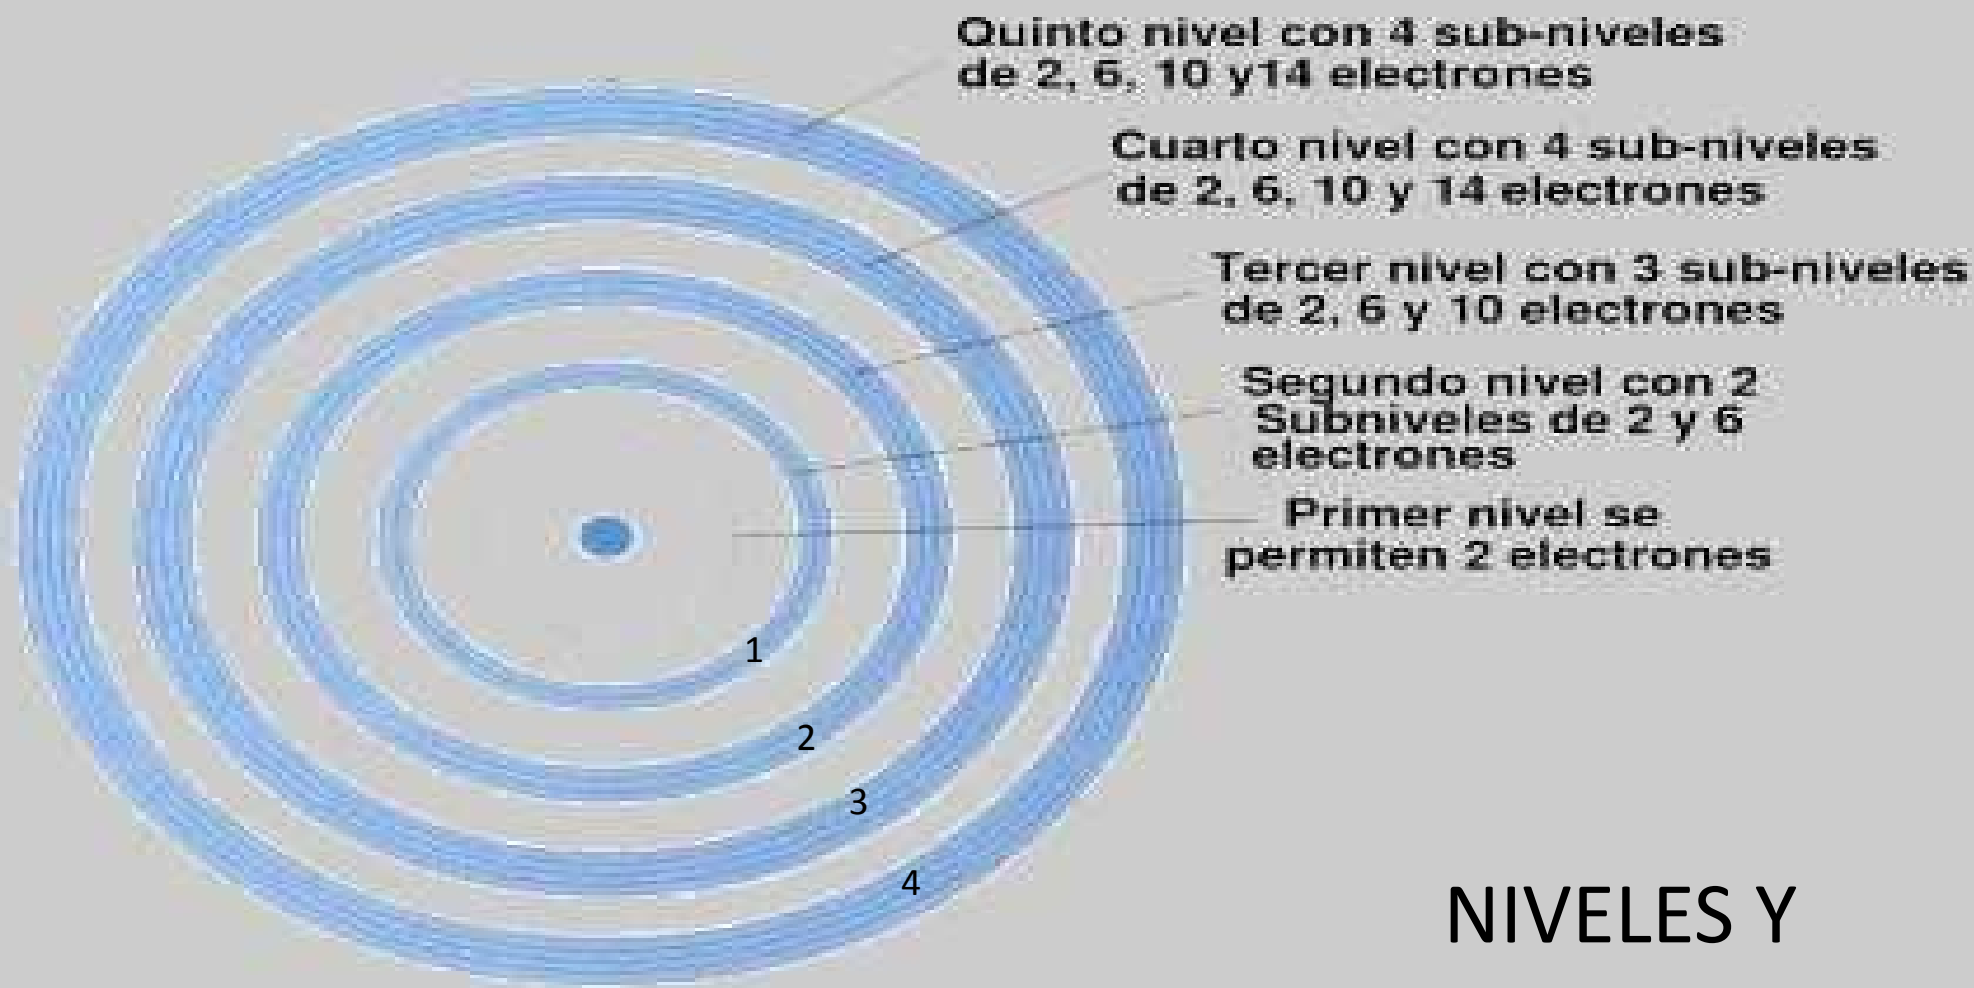 Quinto nivel con 4 sub-niveles
de 2, 6, 10 y14 electrones
Cuarto nivel con 4 sub-niveles
de 2, 6, 10 y 14 electrones
Tercer nivel con 3 sub-niveles
de 2, 6 y 10 electrones
Segundo nivel con 2
Subniveles de 2 y 6
electrones
Primer nivel se
permiten 2 electrones
1
2
3
4
NIVELES Y